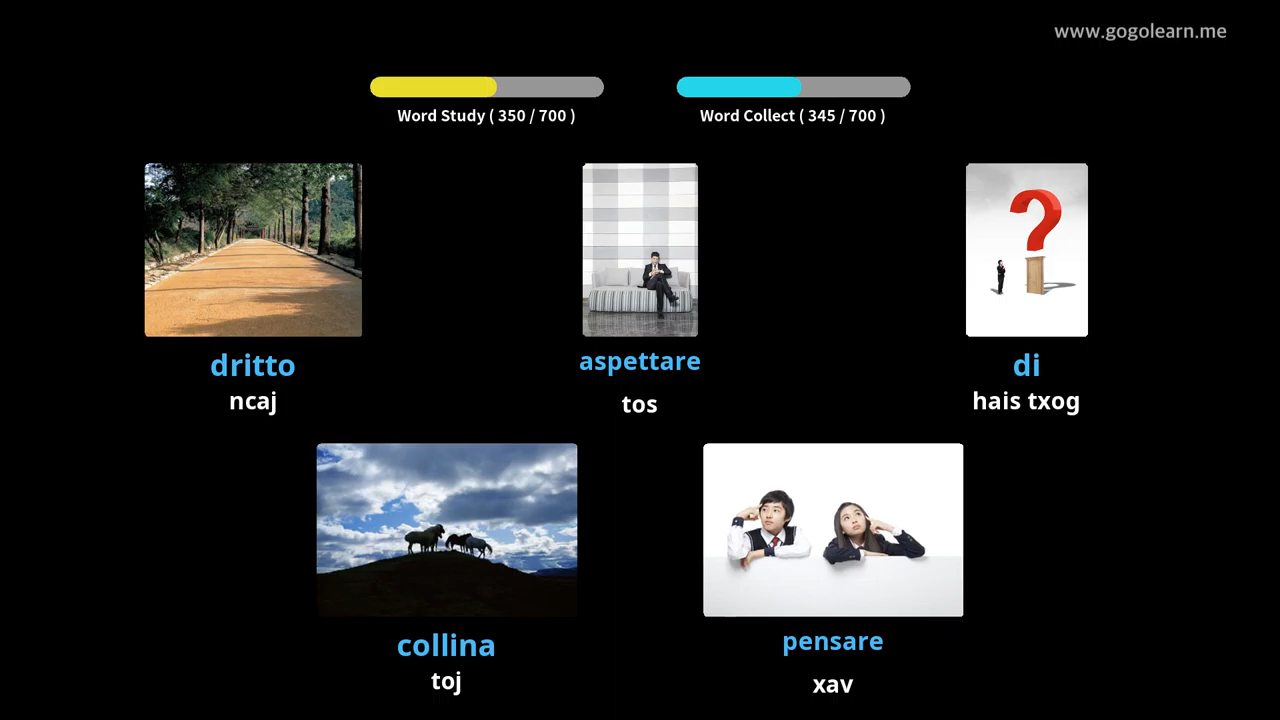 www.gogolearn.me
Word Study ( 350 / 700 )
Word Collect ( 345 / 700 )
dritto
ncaj
aspettare
tos
di
hais txog
collina
toj
pensare
xav